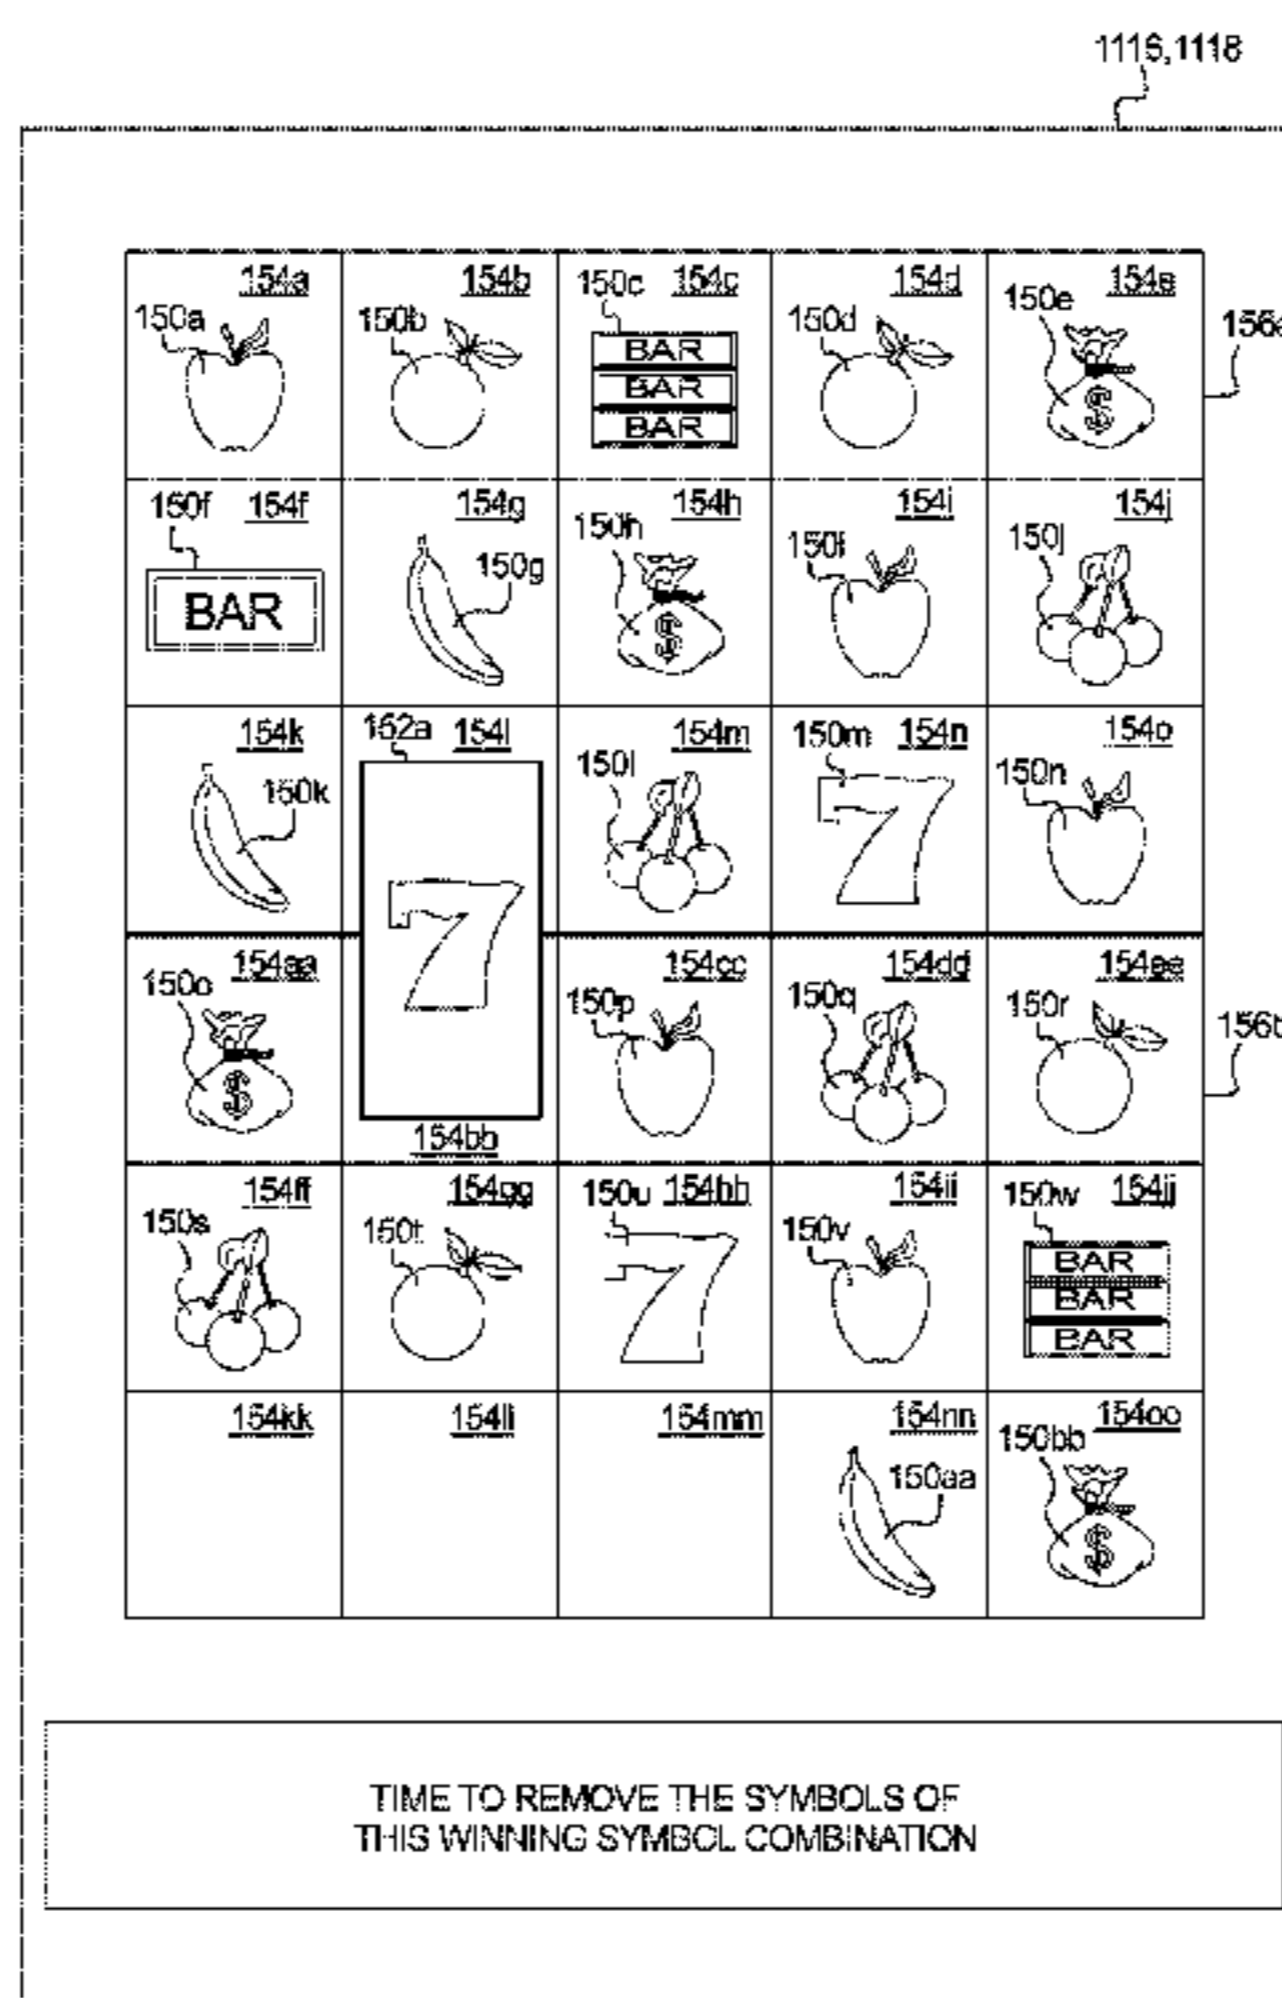 1116, 1118
154a 154b 150c 154c 154d 154e
150a 150b 150d 150e
BAR
BAR
BAR
$
156a
150f 154f 154g 154h 154i 154j
150g 150h 150i 150j
BAR
$
154k 152a 154l 154m 150m 154n 154o
150k 150l 150n
7
7
154aa 154cc 154dd 154ee
150o 150p 150q 150r
$
156b
154bb
154ff 154gg 150u 154hh 154ii 150w 154jj
150s 150t 150v
7
BAR
BAR
BAR
154kk 154ll 154mm 154nn 154oo
150aa 150bb
$
TIME TO REMOVE THE SYMBOLS OF
THIS WINNING SYMBOL COMBINATION